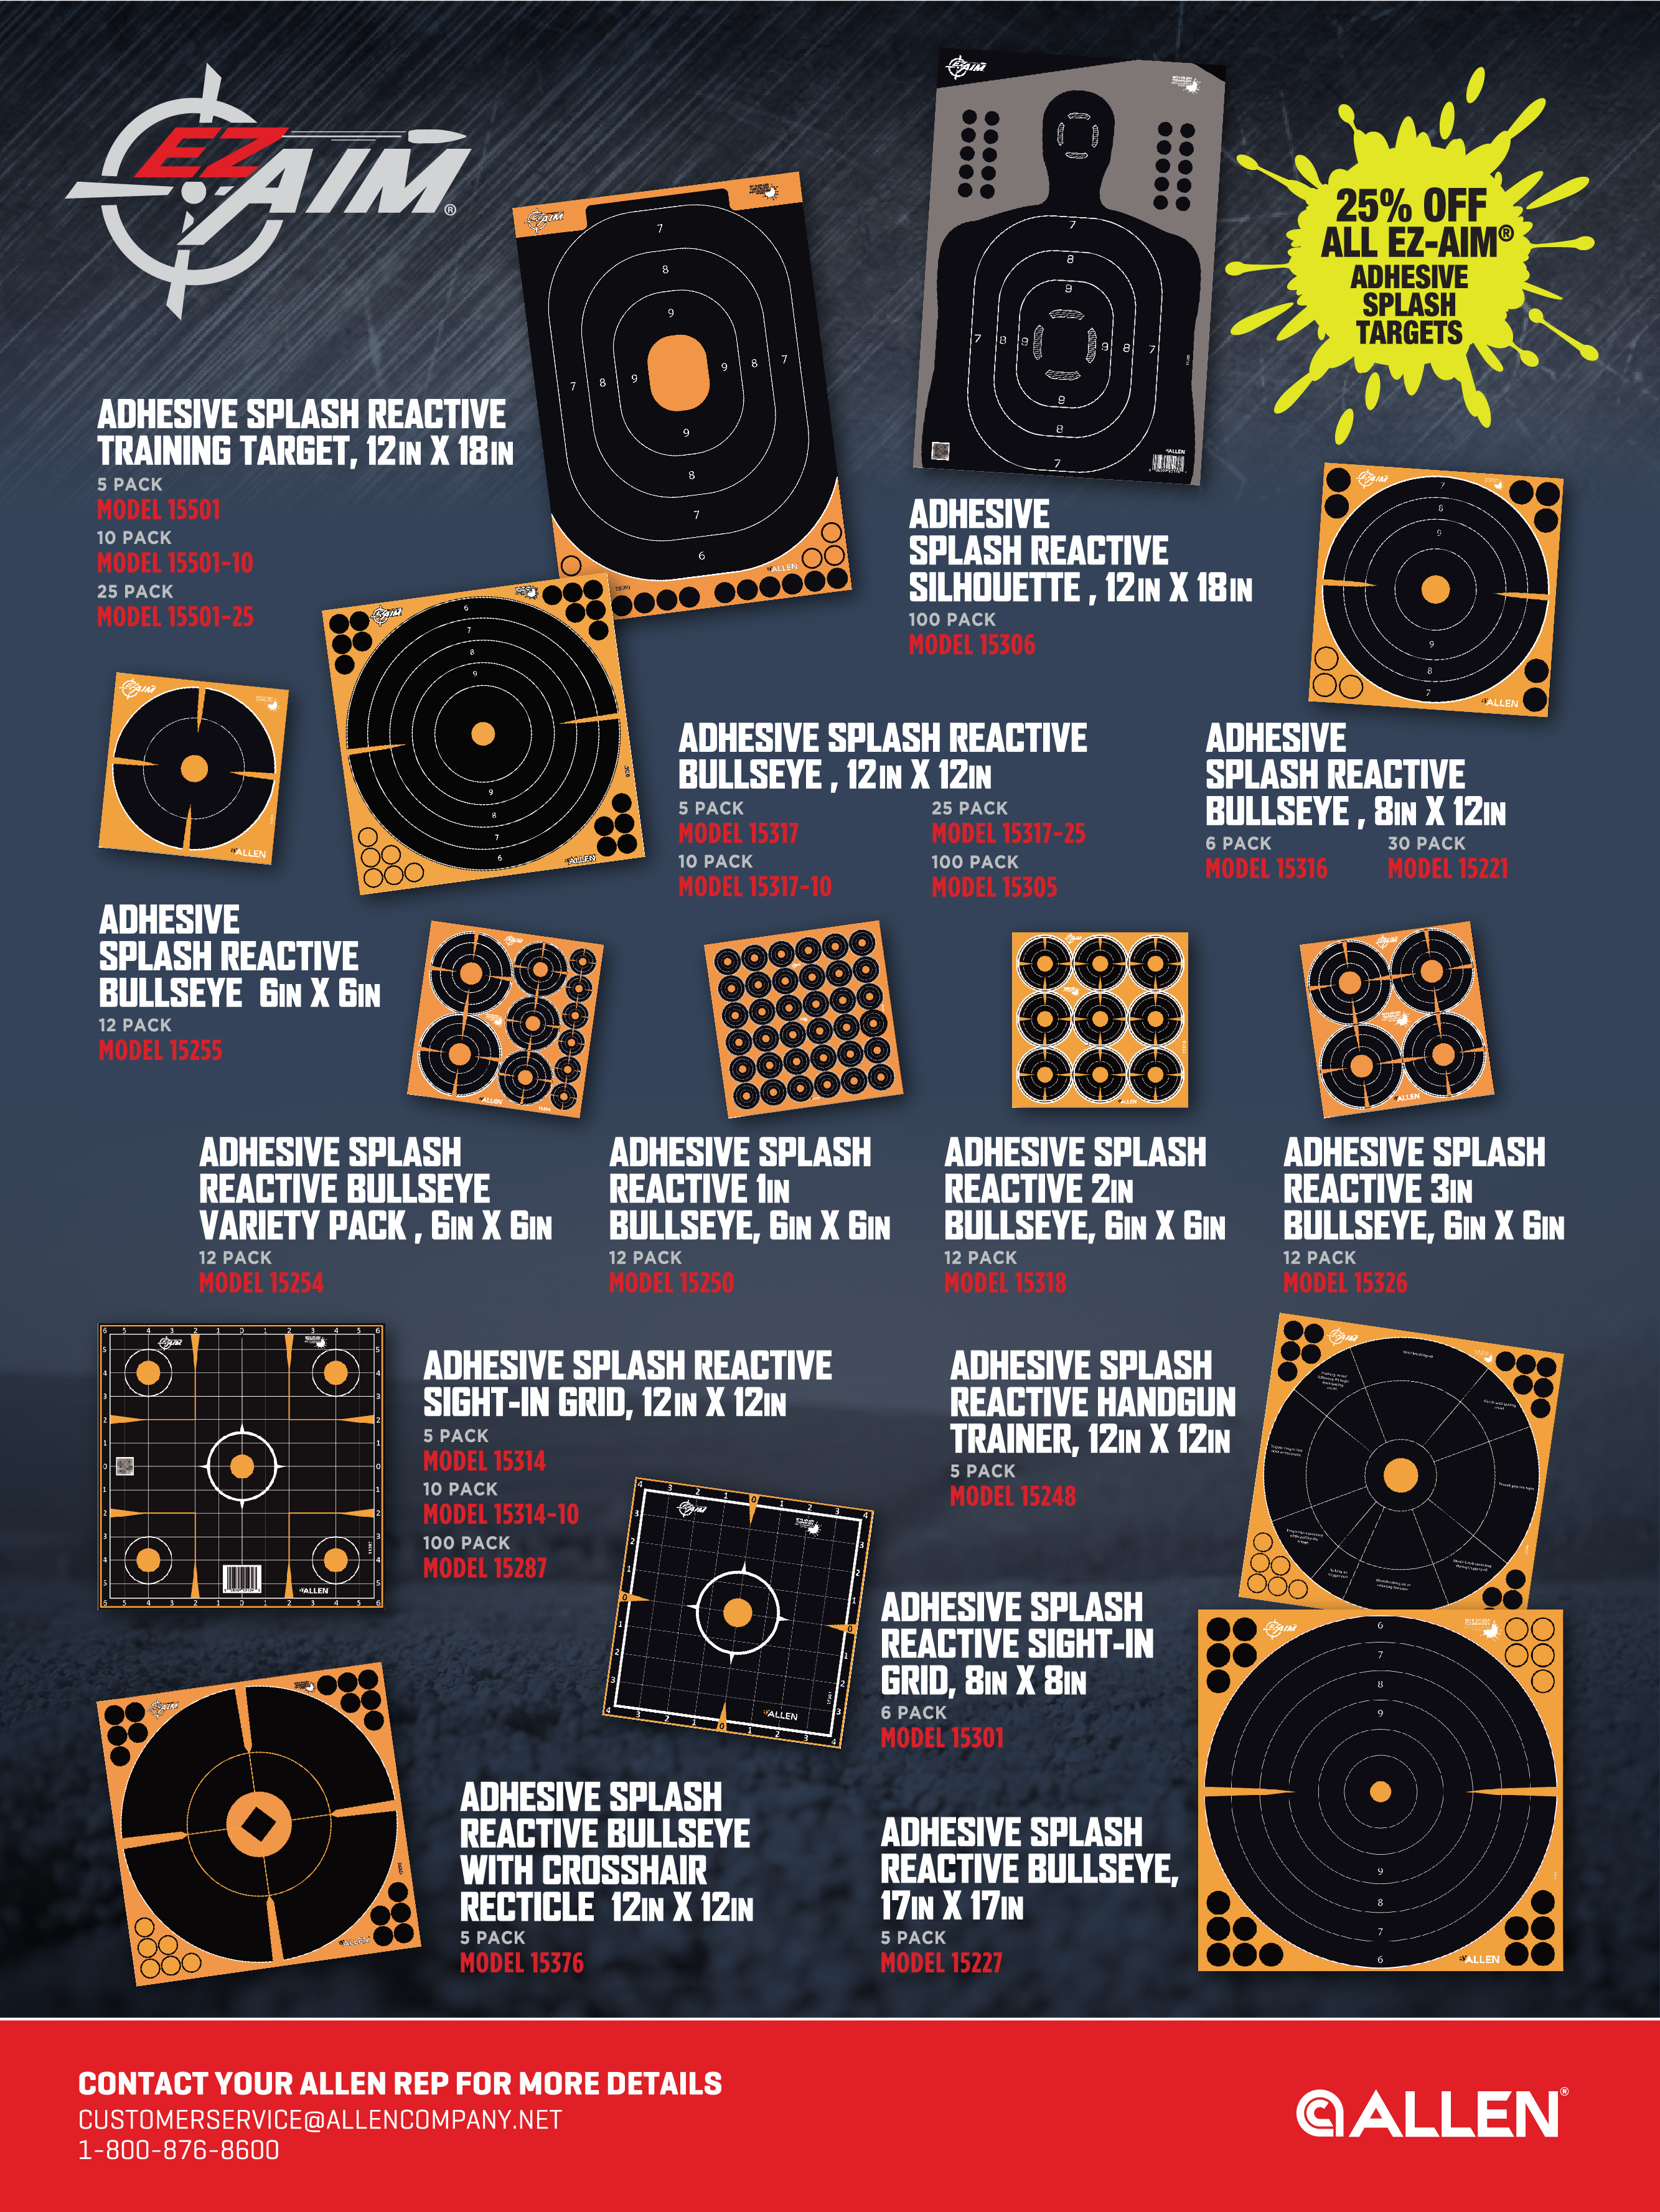 EZ AIM®
25% OFF
ALL EZ-AIM®
ADHESIVE
SPLASH
TARGETS
ADHESIVE SPLASH REACTIVE
TRAINING TARGET, 12IN X 18IN
5 PACK
MODEL 15501
10 PACK
MODEL 15501-10
25 PACK
MODEL 15501-25
ADHESIVE
SPLASH REACTIVE
SILHOUETTE , 12IN X 18IN
100 PACK
MODEL 15306
ADHESIVE SPLASH REACTIVE
BULLSEYE , 12IN X 12IN
5 PACK
MODEL 15317
10 PACK
MODEL 15317-10
25 PACK
MODEL 15317-25
100 PACK
MODEL 15305
ADHESIVE
SPLASH REACTIVE
BULLSEYE , 8IN X 12IN
6 PACK
MODEL 15316
30 PACK
MODEL 15221
ADHESIVE
SPLASH REACTIVE
BULLSEYE 6IN X 6IN
12 PACK
MODEL 15255
ADHESIVE SPLASH
REACTIVE BULLSEYE
VARIETY PACK , 6IN X 6IN
12 PACK
MODEL 15254
ADHESIVE SPLASH
REACTIVE 1IN
BULLSEYE, 6IN X 6IN
12 PACK
MODEL 15250
ADHESIVE SPLASH
REACTIVE 2IN
BULLSEYE, 6IN X 6IN
12 PACK
MODEL 15318
ADHESIVE SPLASH
REACTIVE 3IN
BULLSEYE, 6IN X 6IN
12 PACK
MODEL 15326
ADHESIVE SPLASH REACTIVE
SIGHT-IN GRID, 12IN X 12IN
5 PACK
MODEL 15314
10 PACK
MODEL 15314-10
100 PACK
MODEL 15287
ADHESIVE SPLASH
REACTIVE HANDGUN
TRAINER, 12IN X 12IN
5 PACK
MODEL 15248
ADHESIVE SPLASH
REACTIVE SIGHT-IN
GRID, 8IN X 8IN
6 PACK
MODEL 15301
ADHESIVE SPLASH
REACTIVE BULLSEYE
WITH CROSSHAIR
RECTICLE 12IN X 12IN
5 PACK
MODEL 15376
ADHESIVE SPLASH
REACTIVE BULLSEYE,
17IN X 17IN
5 PACK
MODEL 15227
CONTACT YOUR ALLEN REP FOR MORE DETAILS
CUSTOMERSERVICE@ALLENCOMPANY.NET
1-800-876-8600
ALLEN®